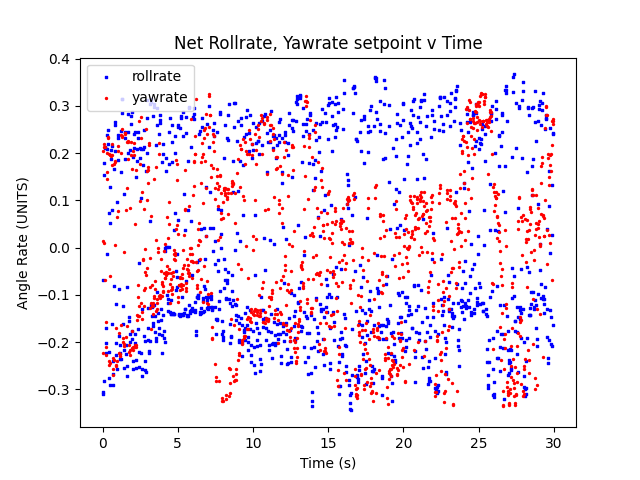 Net Rollrate, Yawrate setpoint v Time
rollrate
yawrate
0.4
0.3
0.2
0.1
0.0
−0.1
−0.2
−0.3
Angle Rate (UNITS)
0 5 10 15 20 25 30
Time (s)